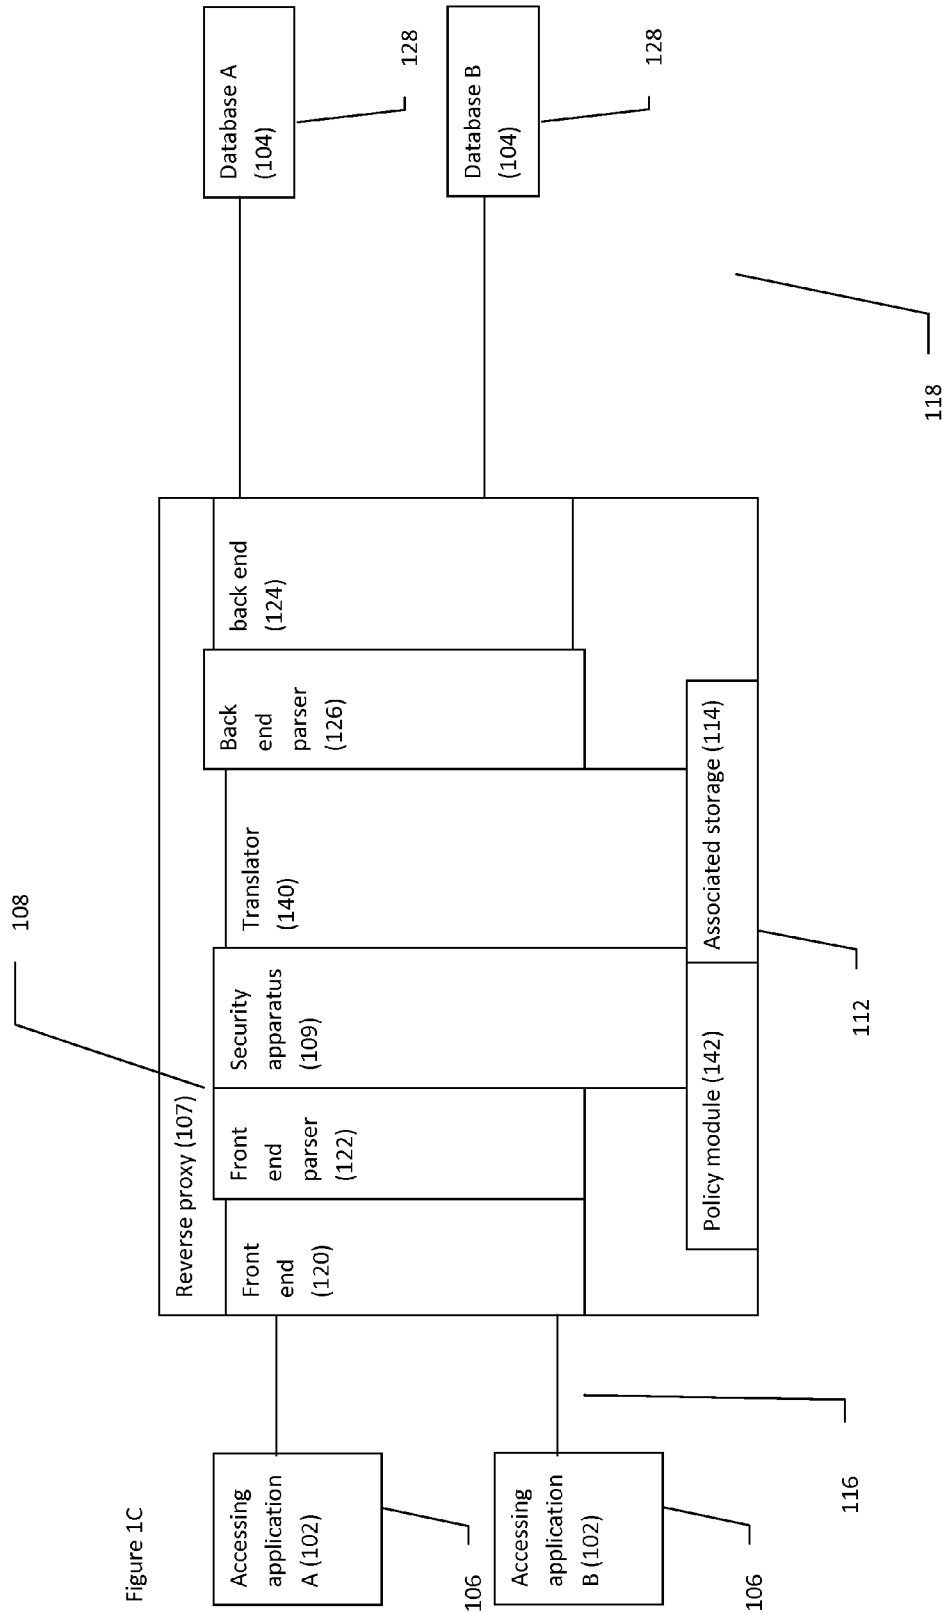 Figure 1C
108
Reverse proxy (107)
Accessing
application
A (102)
106
Accessing
application
B (102)
106
116
Front
end
(120)
Front
end
parser
(122)
Security
apparatus
(109)
Translator
(140)
Back
end
parser
(126)
back end
(124)
Policy module (142)
Associated storage (114)
112
Database A
(104)
128
Database B
(104)
128
118